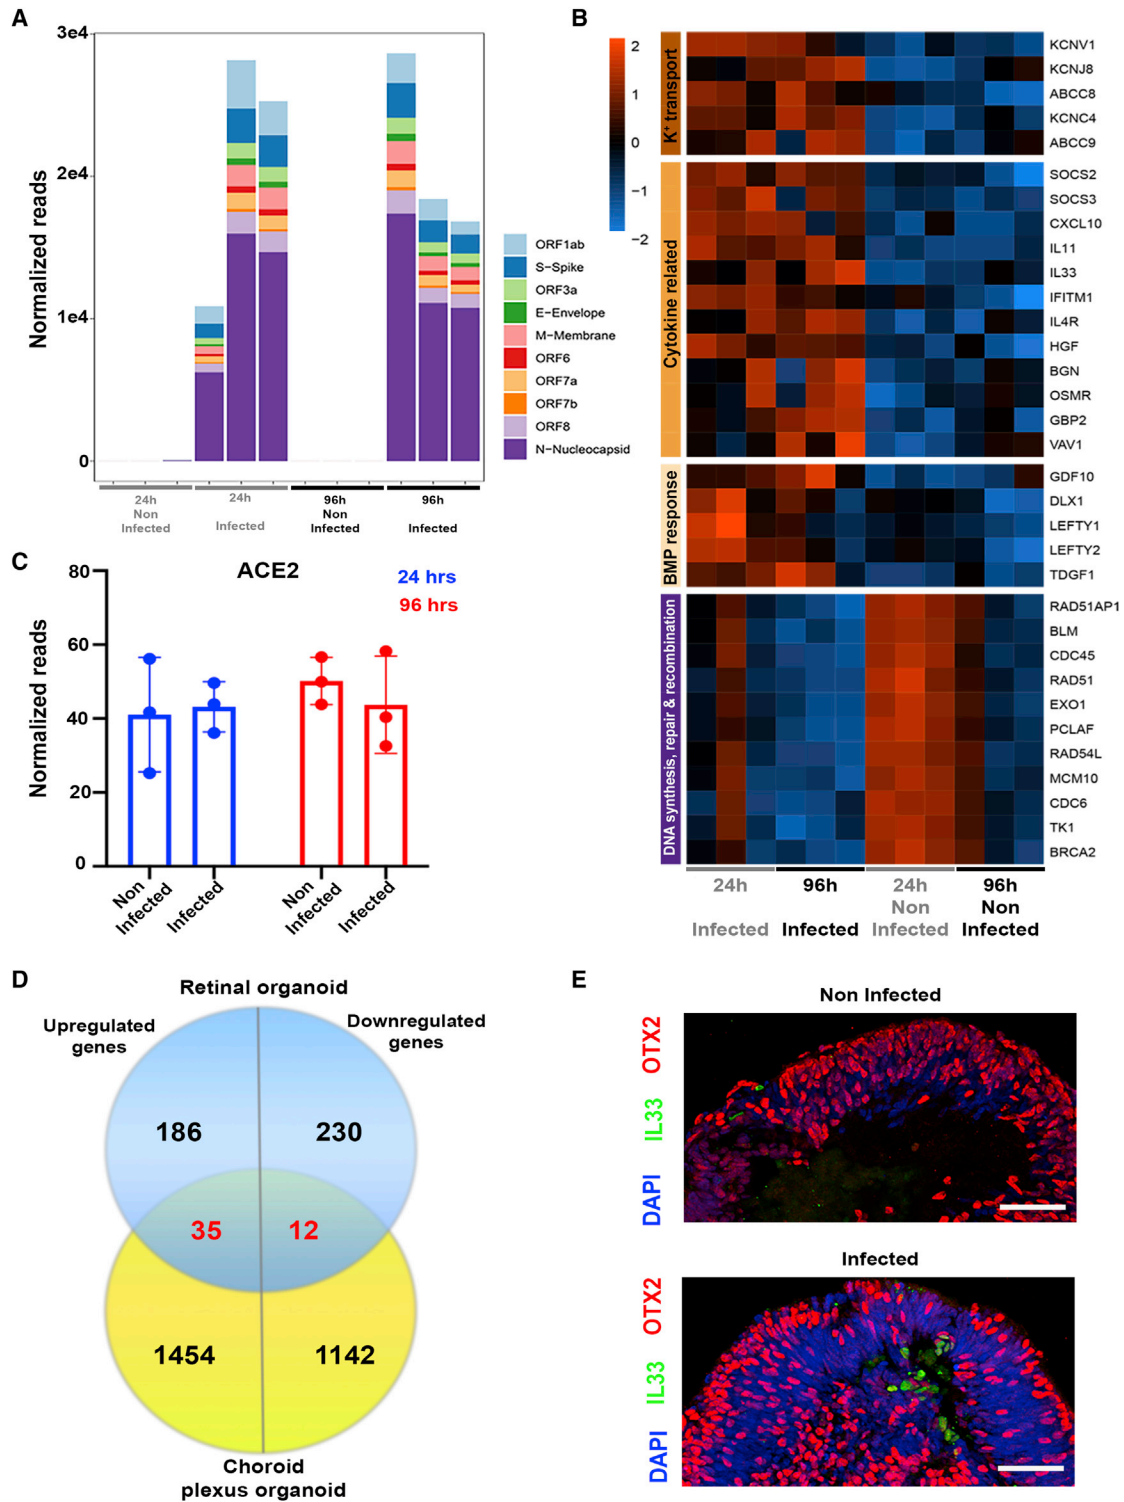 A
3e4
2e4
1e4
0
Normalized reads
ORF1ab
S-Spike
ORF3a
E-Envelope
M-Membrane
ORF6
ORF7a
ORF7b
ORF8
N-Nucleocapsid
24h
Non
Infected
24h
Infected
96h
Non
Infected
96h
Infected
B
2
1
0
-1
-2
K+ transport
KCNV1
KCNJ8
ABCC8
KCNC4
ABCC9
Cytokine related
SOCS2
SOCS3
CXCL10
IL11
IL33
IFITM1
IL4R
HGF
BGN
OSMR
GBP2
VAV1
BMP response
GDF10
DLX1
LEFTY1
LEFTY2
TDGF1
DNA synthesis, repair & recombination
RAD51AP1
BLM
CDC45
RAD51
EXO1
PCLAF
RAD54L
MCM10
CDC6
TK1
BRCA2
24h
Infected
96h
Infected
24h
Non
Infected
96h
Non
Infected
C
ACE2
24 hrs
96 hrs
80
60
40
20
0
Normalized reads
Non
Infected
Infected
Non
Infected
Infected
D
Retinal organoid
Upregulated
genes
Downregulated
genes
186
230
35
12
1454
1142
Choroid
plexus organoid
E
Non Infected
DAPI IL33 OTX2
Infected
DAPI IL33 OTX2